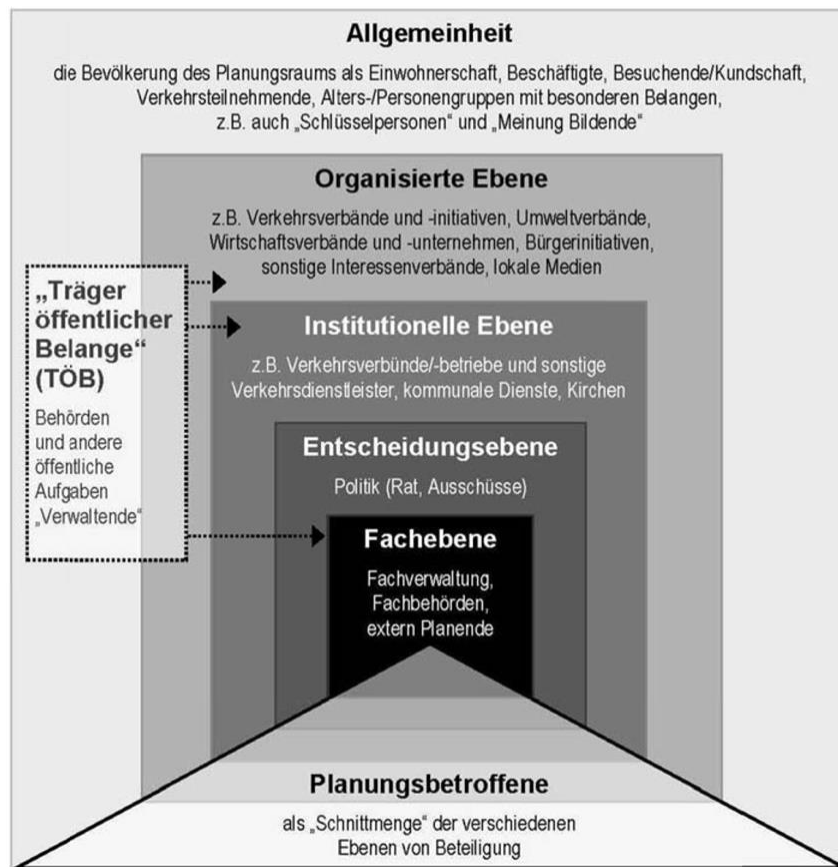 Allgemeinheit
die Bevölkerung des Planungsraums als Einwohnerschaft, Beschäftigte, Besuchende/Kundschaft,
Verkehrsteilnehmende, Alters-/Personengruppen mit besonderen Belangen,
z.B. auch „Schlüsselpersonen“ und „Meinung Bildende“
Organisierte Ebene
z.B. Verkehrsverbände und -initiativen, Umweltverbände,
Wirtschaftsverbände und -unternehmen, Bürgerinitiativen,
sonstige Interessenverbände, lokale Medien
„Träger
öffentlicher
Belange“
(TÖB)
Behörden
und andere
öffentliche
Aufgaben
„Verwaltende“
Institutionelle Ebene
z.B. Verkehrsverbünde/-betriebe und sonstige
Verkehrsdienstleister, kommunale Dienste, Kirchen
Entscheidungsebene
Politik (Rat, Ausschüsse)
Fachebene
Fachverwaltung,
Fachbehörden,
extern Planende
Planungsbetroffene
als „Schnittmenge“ der verschiedenen
Ebenen von Beteiligung